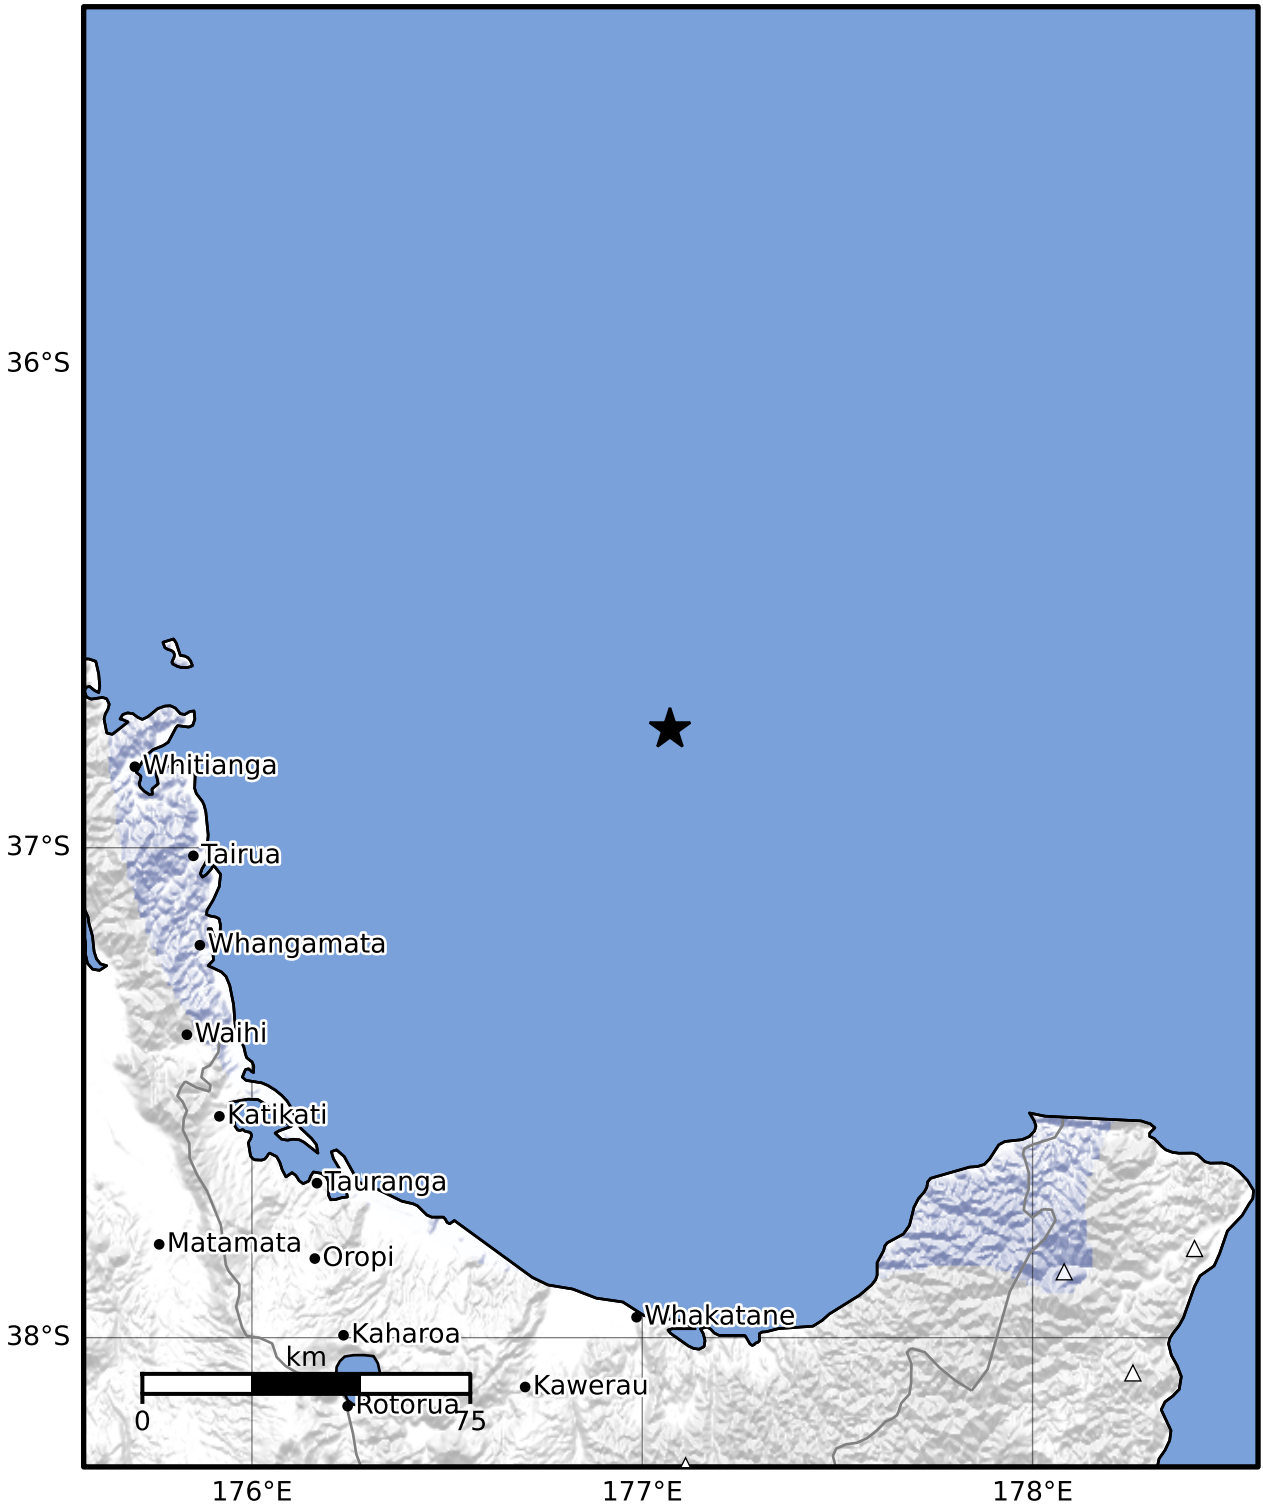 36°S
Whitianga
37°S
Tairua
Whangamata
Waihi
Katikati
Tauranga
Matamata
Oropi
Whakatane
38°S
Kaharoa
km
Kawerau
Rotorua
0
75
176°E
177°E
178°E